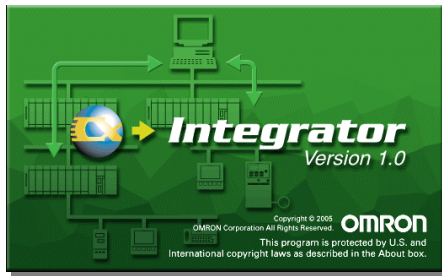 CX Integrator
Version 1.0
Copyright © 2005
OMRON Corporation All Rights Reserved.
OMRON
This program is protected by U.S. and
International copyright laws as described in the About box.